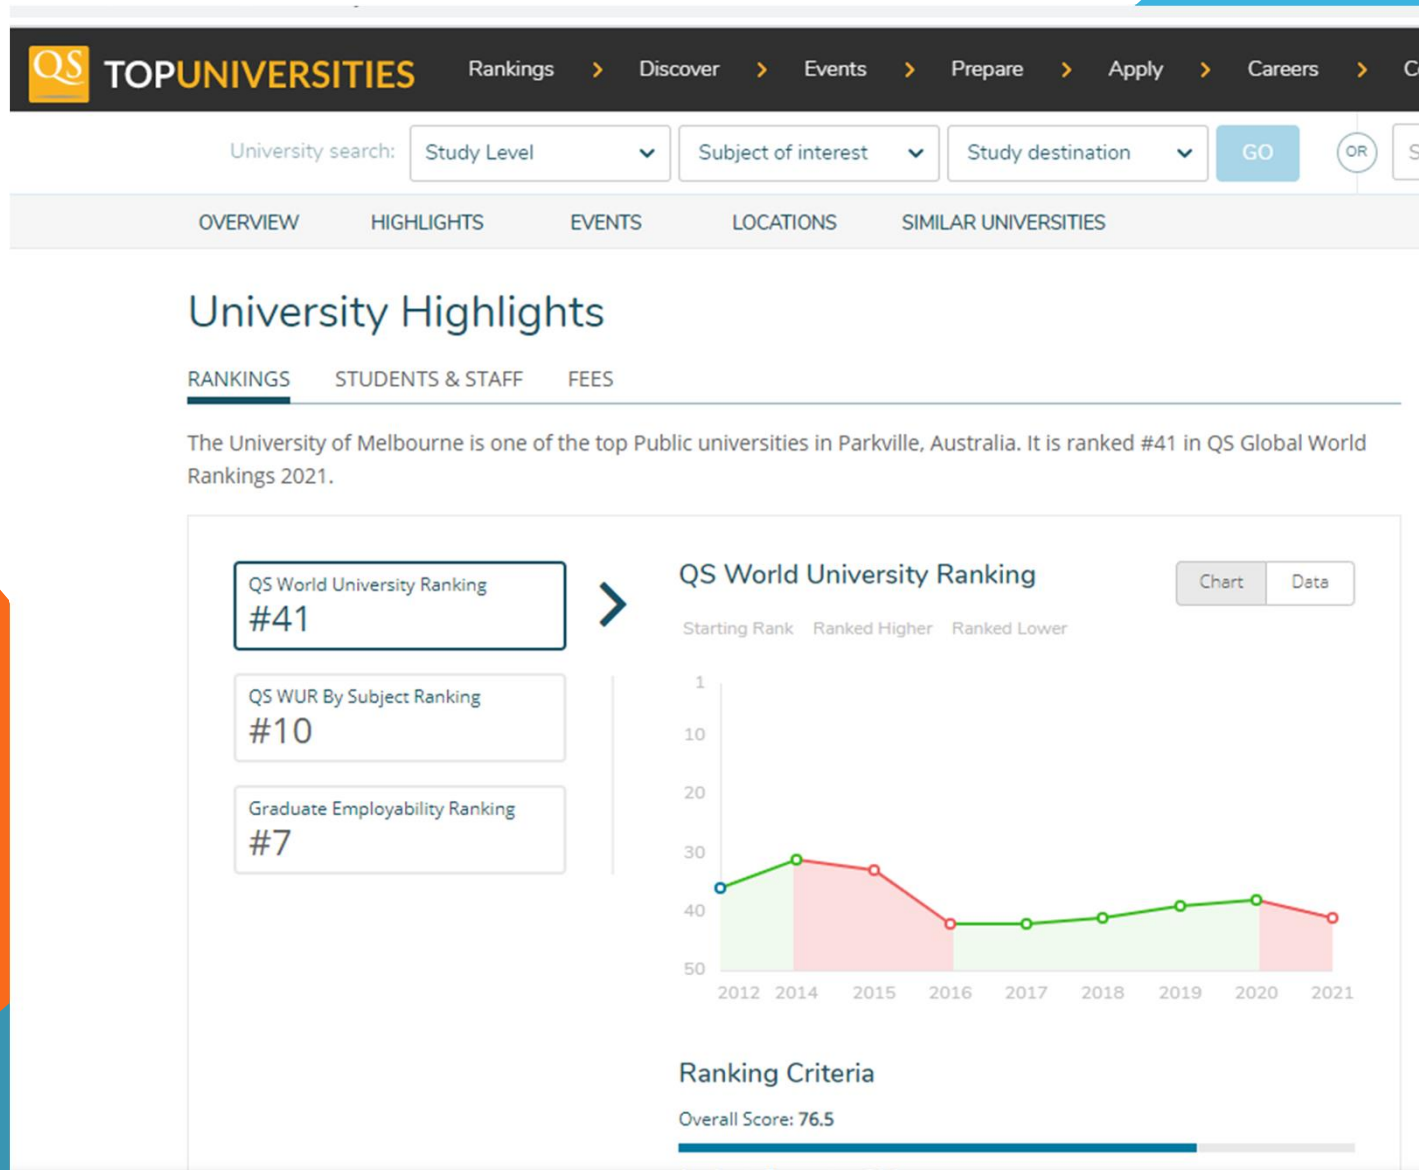 QS TOPUNIVERSITIES Rankings > Discover > Events > Prepare > Apply > Careers >
University search: Study Level Subject of interest Study destination GO OR
OVERVIEW HIGHLIGHTS EVENTS LOCATIONS SIMILAR UNIVERSITIES
University Highlights
RANKINGS STUDENTS & STAFF FEES
The University of Melbourne is one of the top Public universities in Parkville, Australia. It is ranked #41 in QS Global World
Rankings 2021.
QS World University Ranking
#41
QS WUR By Subject Ranking
#10
Graduate Employability Ranking
#7
QS World University Ranking
Chart Data
Starting Rank Ranked Higher Ranked Lower
1
10
20
30
40
50
2012 2014 2015 2016 2017 2018 2019 2020 2021
Ranking Criteria
Overall Score: 76.5